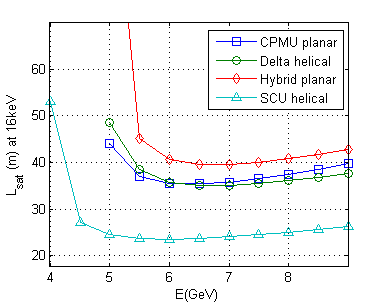 CPMU planar
Delta helical
Hybrid planar
SCU helical
60
50
40
30
20
L_sat (m) at 16keV
4 5 6 7 8
E(GeV)